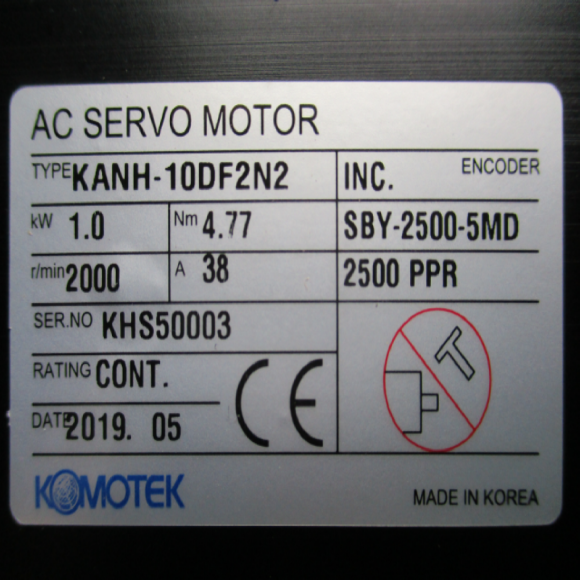 AC SERVO MOTOR
TYPE KANH-10DF2N2
INC. ENCODER
kW 1.0 Nm 4.77
SBY-2500-5MD
r/min 2000 A 38
2500 PPR
SER.NO KHS50003
RATING CONT.
DATE 2019. 05
CE
KOMOTEK
MADE IN KOREA